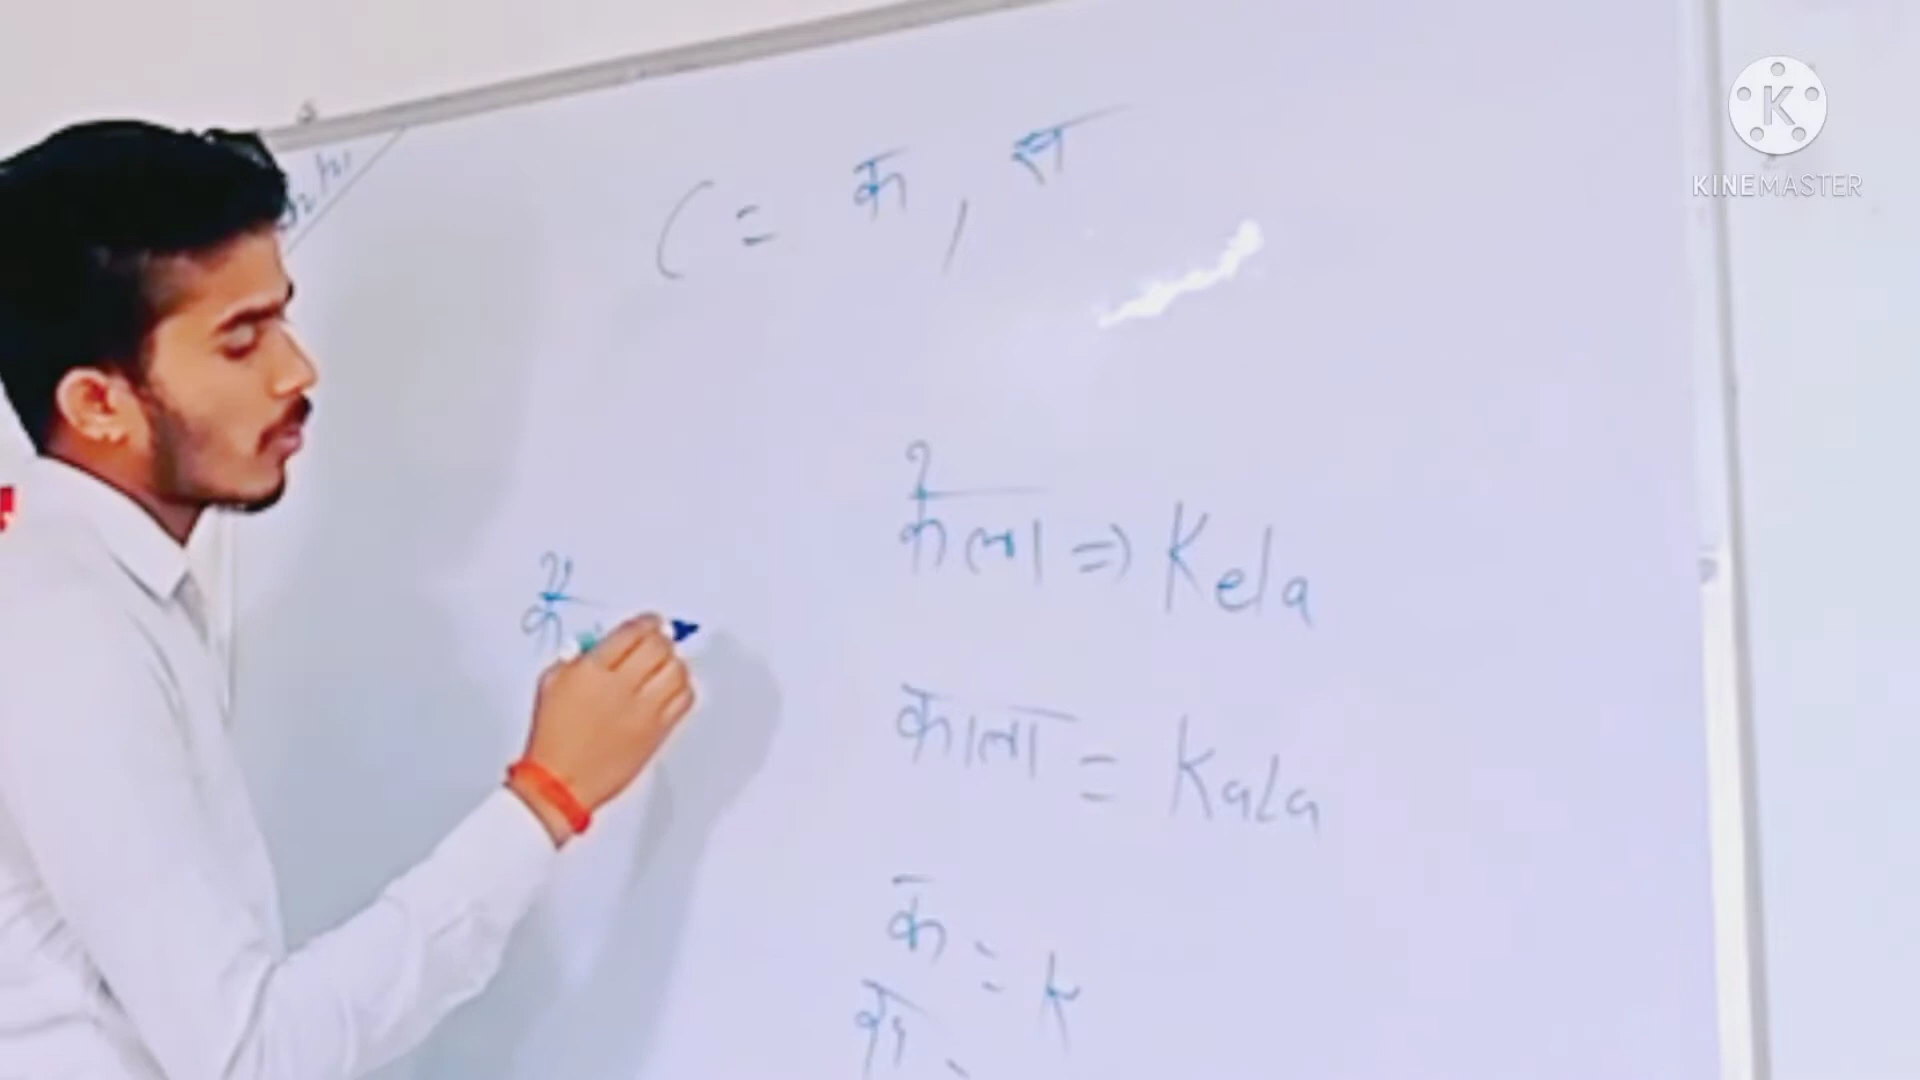 KINEMASTER
C = क , स
केला => Kela
काला = Kala
क = k